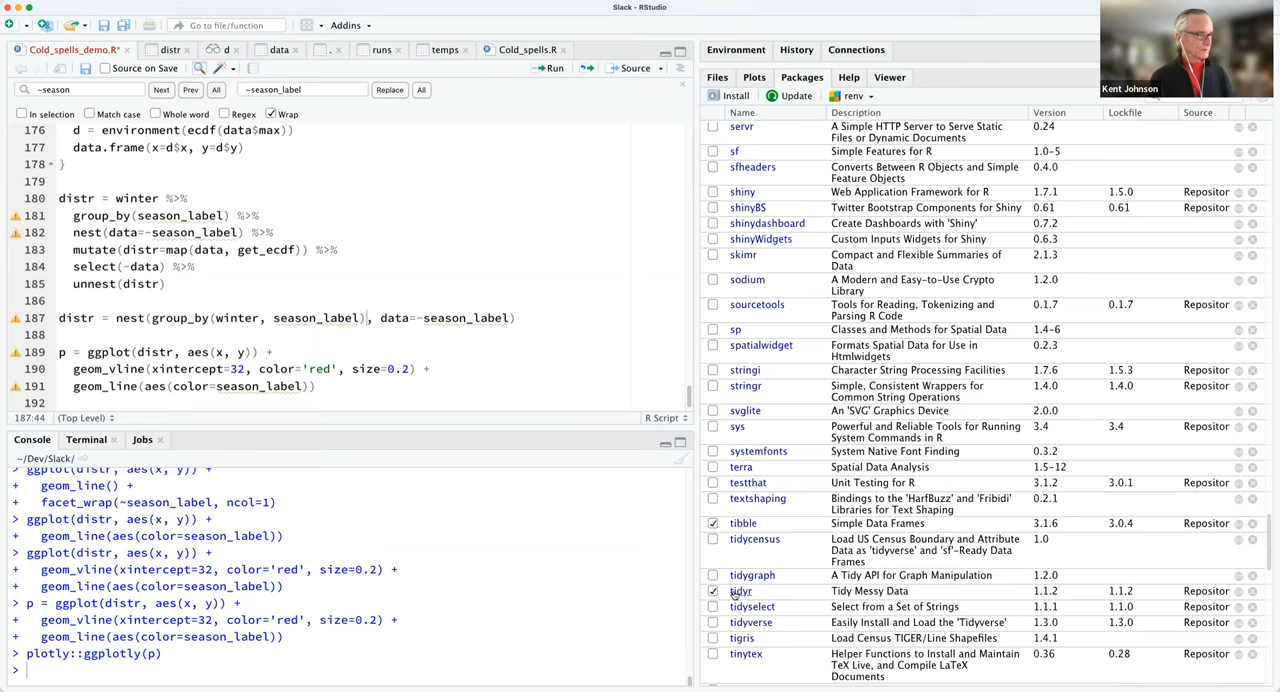 Slack - RStudio
Go to file/function
Addins
Cold_spells_demo.R* distr d data . runs temps Cold_spells.R
Source on Save Run Source
~season Next Prev All ~season_label Replace All
In selection Match case Whole word Regex Wrap
176 d = environment(ecdf(data$max))
177 data.frame(x=d$x, y=d$y)
178 }
179
180 distr = winter %>%
181 group_by(season_label) %>%
182 nest(data=-season_label) %>%
183 mutate(distr=map(data, get_ecdf)) %>%
184 select(-data) %>%
185 unnest(distr)
186
187 distr = nest(group_by(winter, season_label), data=-season_label)
188
189 p = ggplot(distr, aes(x, y)) +
190 geom_vline(xintercept=32, color='red', size=0.2) +
191 geom_line(aes(color=season_label))
192
187:44 (Top Level) R Script
Console Terminal Jobs
~/Dev/Slack/
> ggplot(distr, aes(x, y)) +
+ geom_line() +
+ facet_wrap(~season_label, ncol=1)
> ggplot(distr, aes(x, y)) +
+ geom_line(aes(color=season_label))
> ggplot(distr, aes(x, y)) +
+ geom_vline(xintercept=32, color='red', size=0.2) +
+ geom_line(aes(color=season_label))
> p = ggplot(distr, aes(x, y)) +
+ geom_vline(xintercept=32, color='red', size=0.2) +
+ geom_line(aes(color=season_label))
> plotly::ggplotly(p)
>
Environment History Connections
Files Plots Packages Help Viewer
Install Update renv
Name Description Version Lockfile Source
servr A Simple HTTP Server to Serve Static 0.24
Files or Dynamic Documents
sf Simple Features for R 1.0-5
sfheaders Converts Between R Objects and Simple 0.4.0
Feature Objects
shiny Web Application Framework for R 1.7.1 1.5.0 Repositor
shinyBS Twitter Bootstrap Components for Shiny 0.61 0.61 Repositor
shinydashboard Create Dashboards with 'Shiny' 0.7.2
shinyWidgets Custom Inputs Widgets for Shiny 0.6.3
skimr Compact and Flexible Summaries of 2.1.3
Data
sodium A Modern and Easy-to-Use Crypto 1.2.0
Library
sourcetools Tools for Reading, Tokenizing and 0.1.7 0.1.7 Repositor
Parsing R Code
sp Classes and Methods for Spatial Data 1.4-6
spatialwidget Formats Spatial Data for Use in 0.2.3
Htmlwidgets
stringi Character String Processing Facilities 1.7.6 1.5.3 Repositor
stringr Simple, Consistent Wrappers for 1.4.0 1.4.0 Repositor
Common String Operations
svglite An 'SVG' Graphics Device 2.0.0
sys Powerful and Reliable Tools for Running 3.4 3.4 Repositor
System Commands in R
systemfonts System Native Font Finding 0.3.2
terra Spatial Data Analysis 1.5-12
testthat Unit Testing for R 3.1.2 3.0.1 Repositor
textshaping Bindings to the 'HarfBuzz' and 'Fribidi' 0.2.1
Libraries for Text Shaping
tibble Simple Data Frames 3.1.6 3.0.4 Repositor
tidycensus Load US Census Boundary and Attribute 1.0
Data as 'tidyverse' and 'sf'-Ready Data
Frames
tidygraph A Tidy API for Graph Manipulation 1.2.0
tidyr Tidy Messy Data 1.1.2 1.1.2 Repositor
tidyselect Select from a Set of Strings 1.1.1 1.1.0 Repositor
tidyverse Easily Install and Load the 'Tidyverse' 1.3.0 1.3.0 Repositor
tigris Load Census TIGER/Line Shapefiles 1.4.1
tinytex Helper Functions to Install and Maintain 0.36 0.28 Repositor
TeX Live, and Compile LaTeX
Documents
Kent Johnson